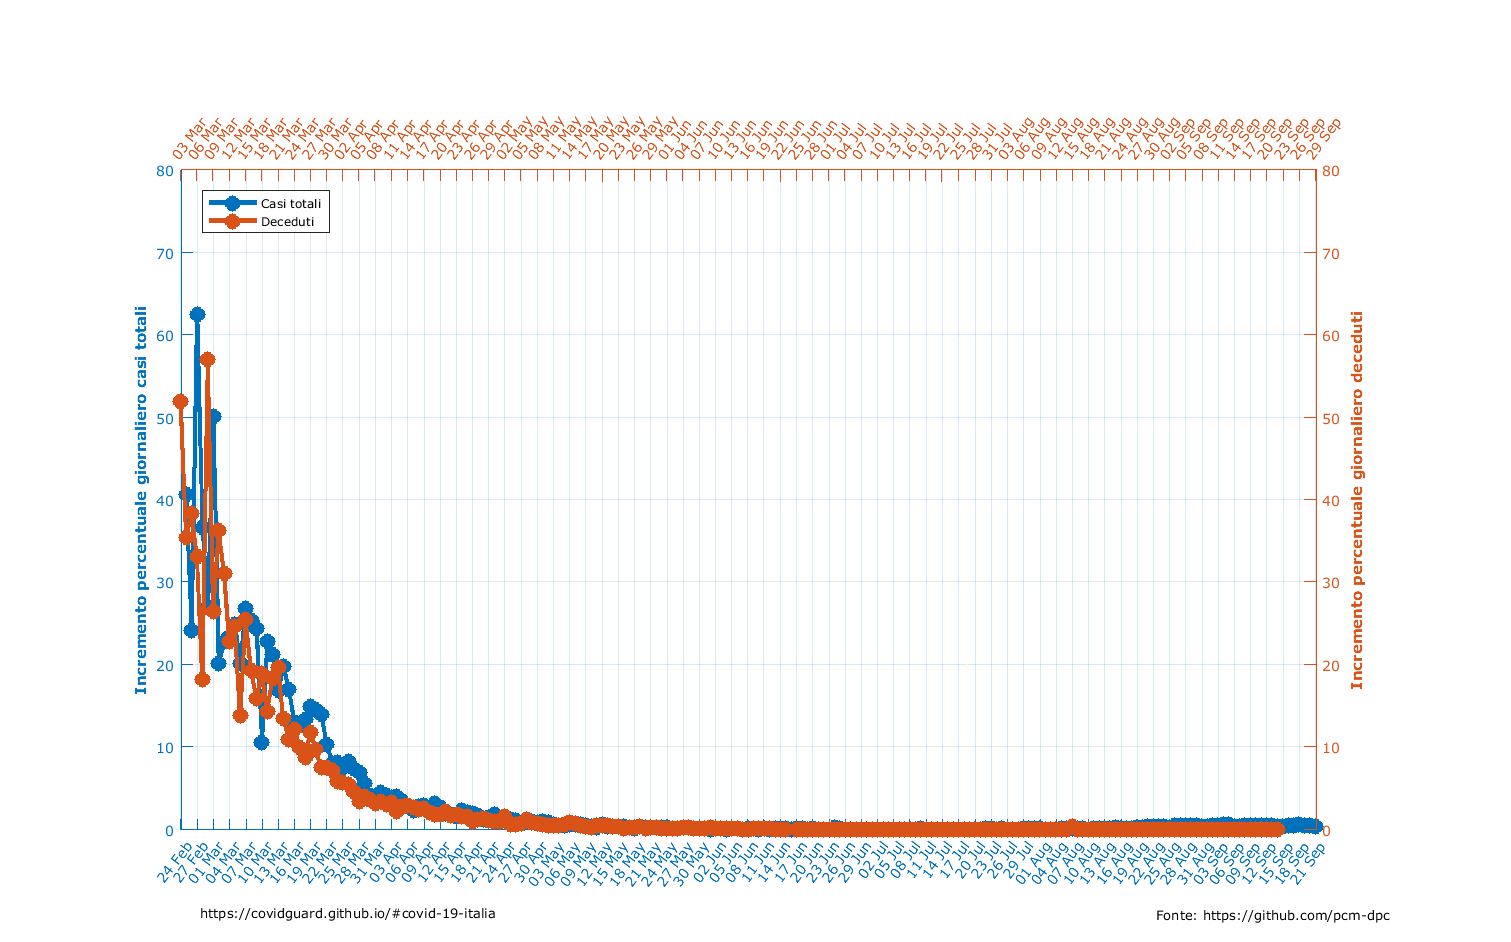 03 Mar
06 Mar
09 Mar
12 Mar
15 Mar
18 Mar
21 Mar
24 Mar
27 Mar
30 Mar
02 Apr
05 Apr
08 Apr
11 Apr
14 Apr
17 Apr
20 Apr
23 Apr
26 Apr
29 Apr
02 May
05 May
08 May
11 May
14 May
17 May
20 May
23 May
26 May
29 May
01 Jun
04 Jun
07 Jun
10 Jun
13 Jun
16 Jun
19 Jun
22 Jun
25 Jun
28 Jun
01 Jul
04 Jul
07 Jul
10 Jul
13 Jul
16 Jul
19 Jul
22 Jul
25 Jul
28 Jul
31 Jul
03 Aug
06 Aug
09 Aug
12 Aug
15 Aug
18 Aug
21 Aug
24 Aug
27 Aug
30 Aug
02 Sep
05 Sep
08 Sep
11 Sep
14 Sep
17 Sep
20 Sep
23 Sep
26 Sep
29 Sep
Casi totali
Deceduti
Incremento percentuale giornaliero casi totali
80
70
60
50
40
30
20
10
0
80
70
60
50
40
30
20
10
0
Incremento percentuale giornaliero deceduti
24 Feb
27 Feb
01 Mar
04 Mar
07 Mar
10 Mar
13 Mar
16 Mar
19 Mar
22 Mar
25 Mar
28 Mar
31 Mar
03 Apr
06 Apr
09 Apr
12 Apr
15 Apr
18 Apr
21 Apr
24 Apr
27 Apr
30 Apr
03 May
06 May
09 May
12 May
15 May
18 May
21 May
24 May
27 May
30 May
02 Jun
05 Jun
08 Jun
11 Jun
14 Jun
17 Jun
20 Jun
23 Jun
26 Jun
29 Jun
02 Jul
05 Jul
08 Jul
11 Jul
14 Jul
17 Jul
20 Jul
23 Jul
26 Jul
29 Jul
01 Aug
04 Aug
07 Aug
10 Aug
13 Aug
16 Aug
19 Aug
22 Aug
25 Aug
28 Aug
31 Aug
03 Sep
06 Sep
09 Sep
12 Sep
15 Sep
18 Sep
21 Sep
https://covidguard.github.io/#covid-19-italia
Fonte: https://github.com/pcm-dpc